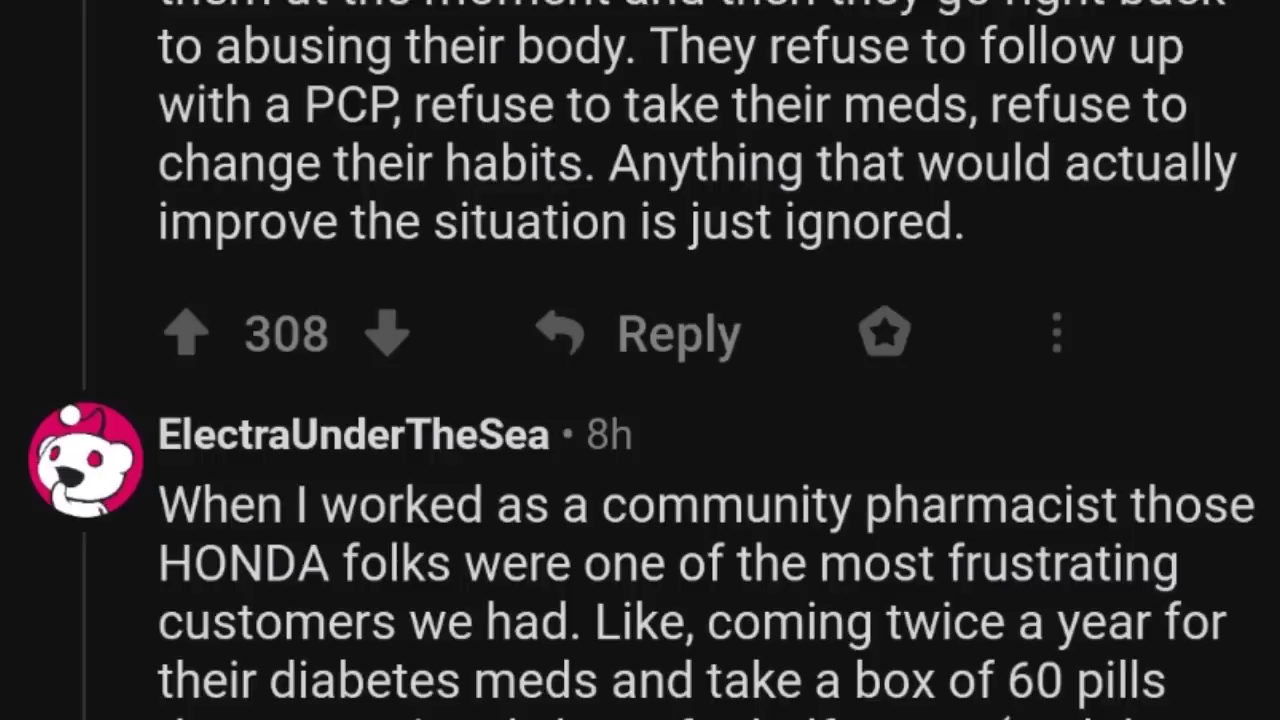 to abusing their body. They refuse to follow up
with a PCP, refuse to take their meds, refuse to
change their habits. Anything that would actually
improve the situation is just ignored.
308
Reply
ElectraUnderTheSea • 8h
When I worked as a community pharmacist those
HONDA folks were one of the most frustrating
customers we had. Like, coming twice a year for
their diabetes meds and take a box of 60 pills